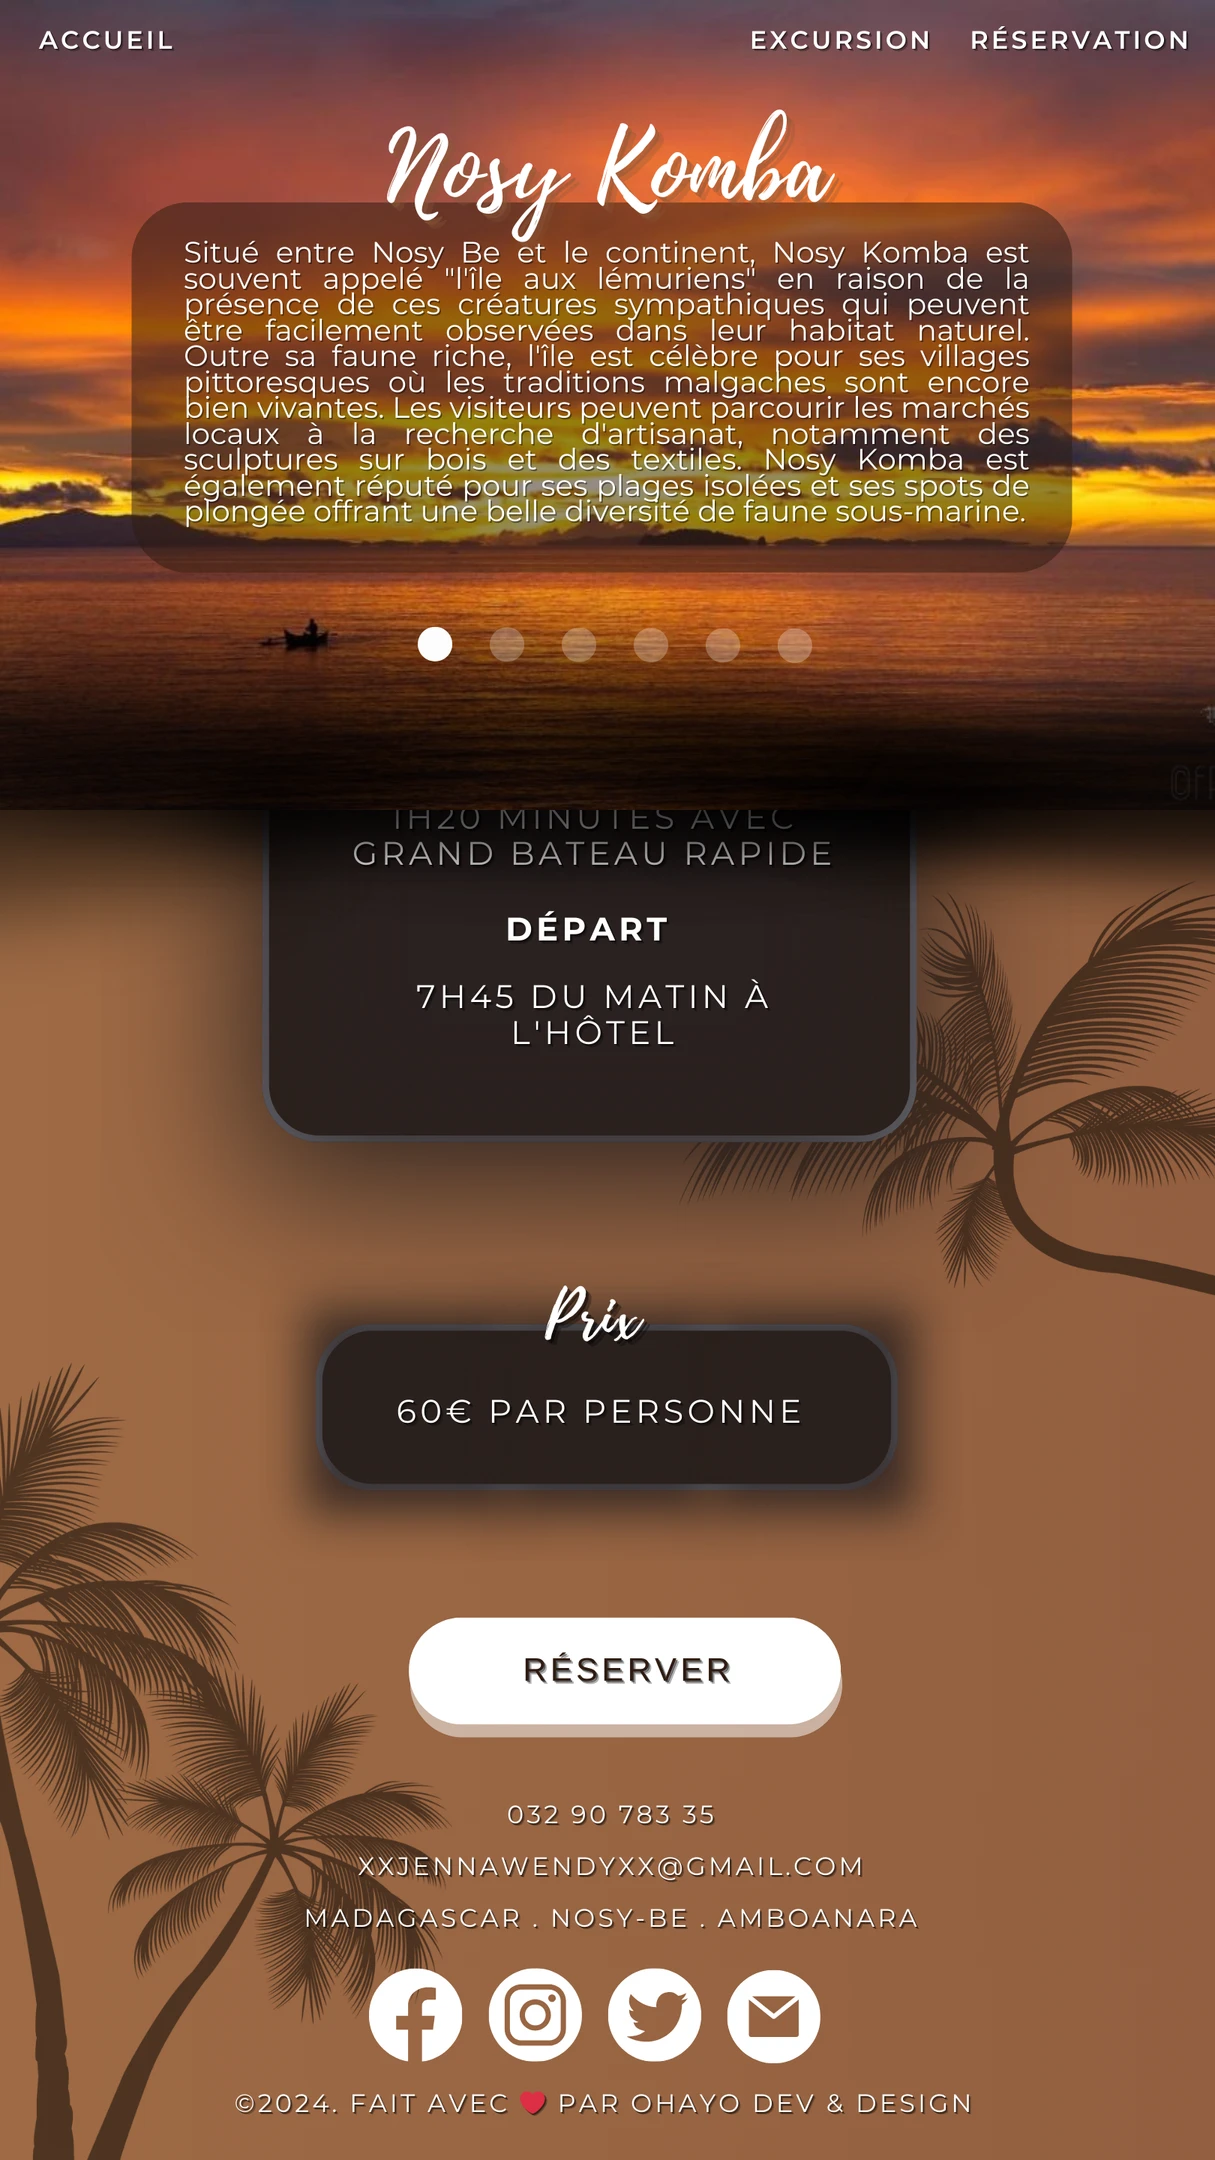 ACCUEIL
EXCURSION
RÉSERVATION
Nosy Komba
Situé entre Nosy Be et le continent, Nosy Komba est
souvent appelé "l'île aux lémuriens" en raison de la
présence de ces créatures sympathiques qui peuvent
être facilement observées dans leur habitat naturel.
Outre sa faune riche, l'île est célèbre pour ses villages
pittoresques où les traditions malgaches sont encore
bien vivantes. Les visiteurs peuvent parcourir les marchés
locaux à la recherche d'artisanat, notamment des
sculptures sur bois et des textiles. Nosy Komba est
également réputé pour ses plages isolées et ses spots de
plongée offrant une belle diversité de faune sous-marine.
1H20 MINUTES AVEC
GRAND BATEAU RAPIDE
DÉPART
7H45 DU MATIN À
L'HÔTEL
Prix
60€ PAR PERSONNE
RÉSERVER
032 90 783 35
XXJENNAWENDYXX@GMAIL.COM
MADAGASCAR . NOSY-BE . AMBOANARA
©2024. FAIT AVEC ❤ PAR OHAYO DEV & DESIGN